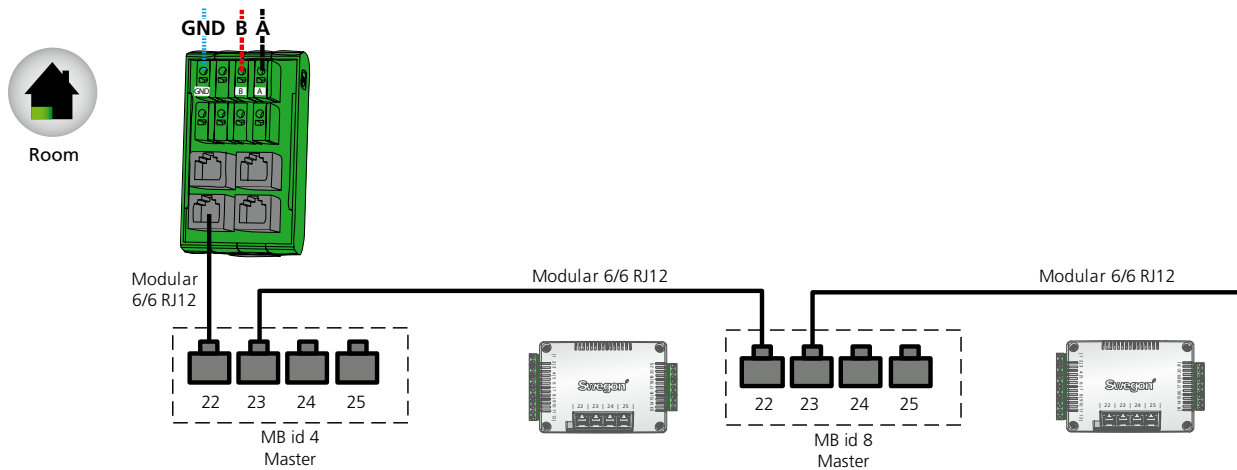 GND B A
GND B A
Room
Modular
6/6 RJ12
Modular 6/6 RJ12
Modular 6/6 RJ12
22 23 24 25
MB id 4
Master
Swegon
22 23 24 25
22 23 24 25
MB id 8
Master
Swegon
22 23 24 25